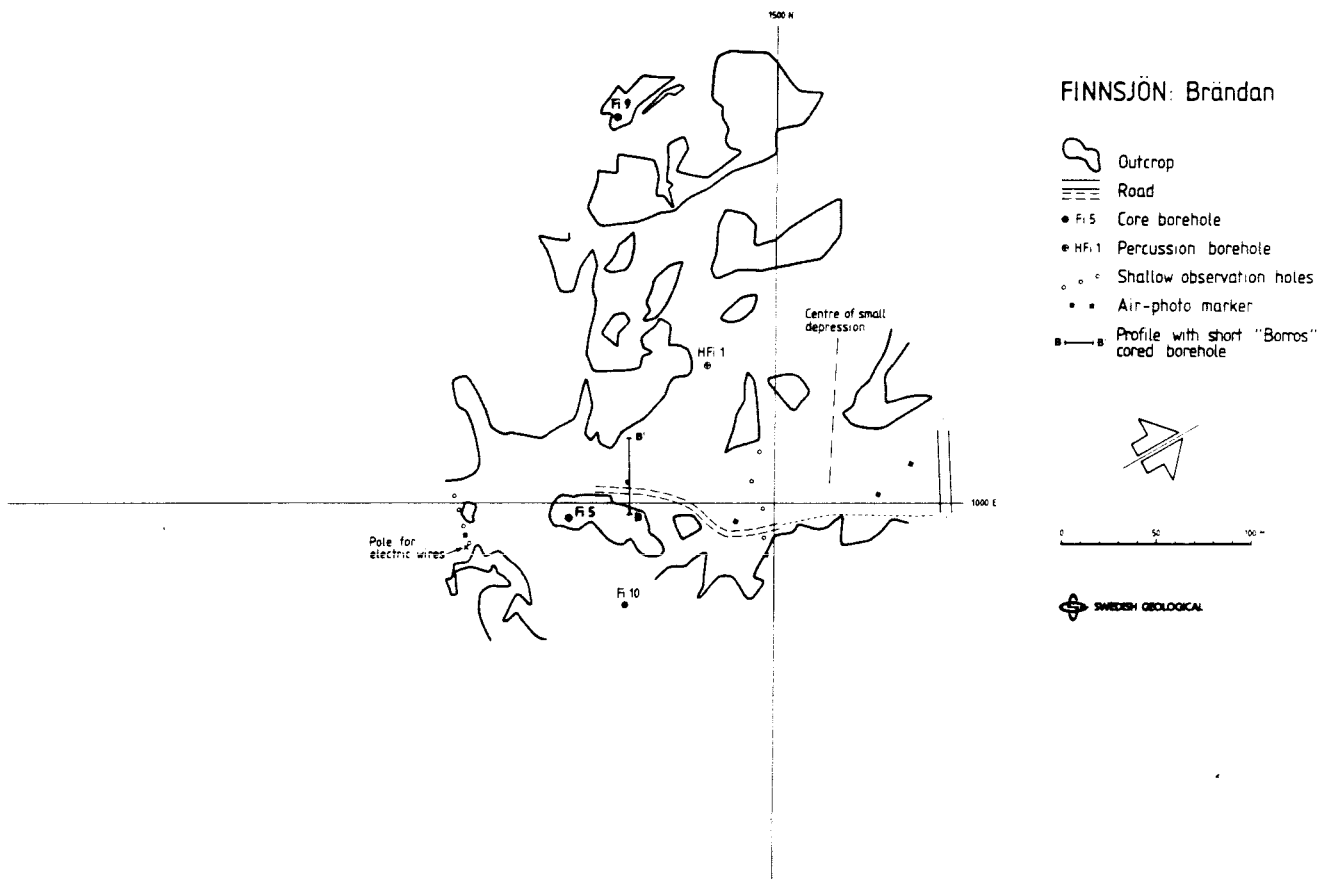 1500 N
FINNSJÖN: Brändan
Outcrop
Road
Fi 5 Core borehole
HFi 1 Percussion borehole
Shallow observation holes
Air-photo marker
B B' Profile with short "Borros"
cored borehole
Fi 9
Centre of small
depression
HFi 1
B'
1000 E
Fi 5
B
Pole for
electric wires
Fi 10
0 50 100 m
SWEDISH GEOLOGICAL